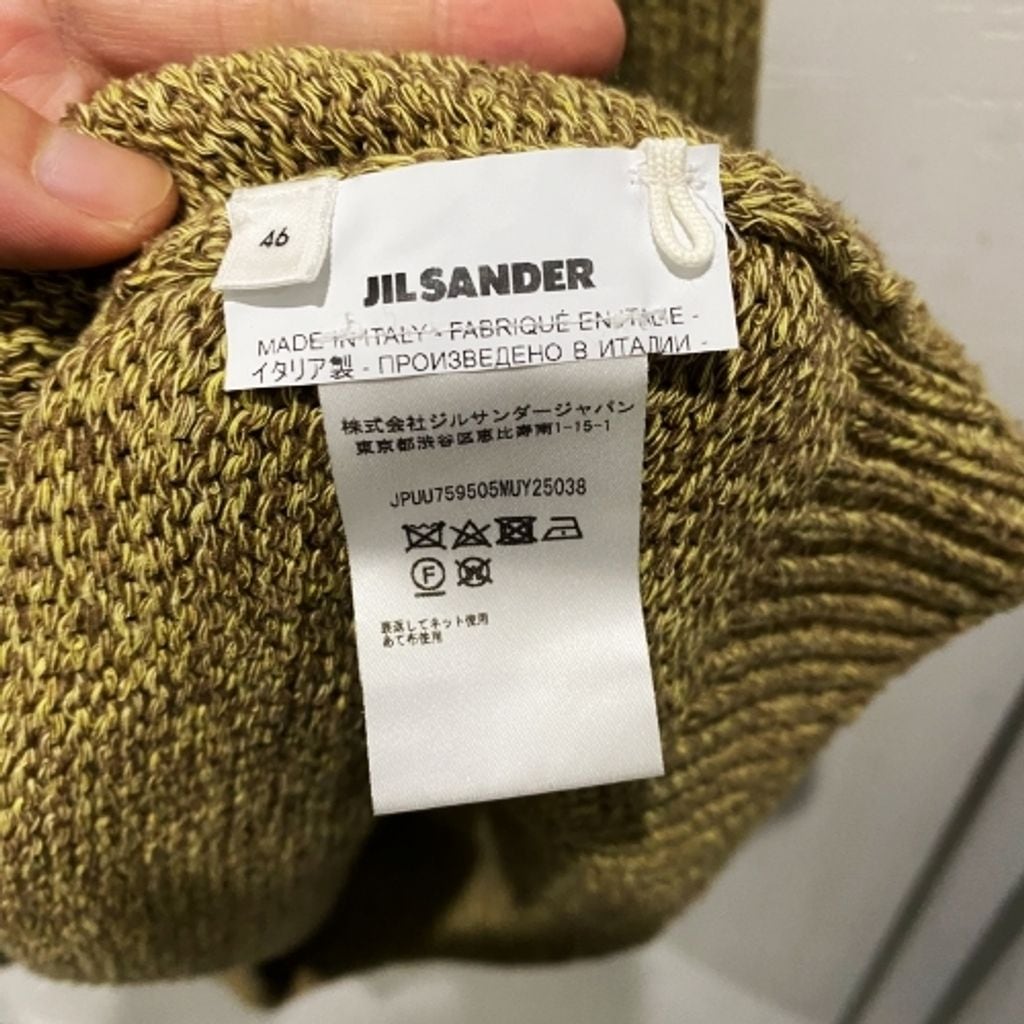 46
JIL SANDER
MADE IN ITALY - FABRIQUÉ EN ITALIE -
イタリア製 - ПРОИЗВЕДЕНО В ИТАЛИИ -
株式会社ジルサンダージャパン
東京都渋谷区恵比寿南1-15-1
JPUU759505MUY25038
F
W
裏返してネット使用
あて布使用